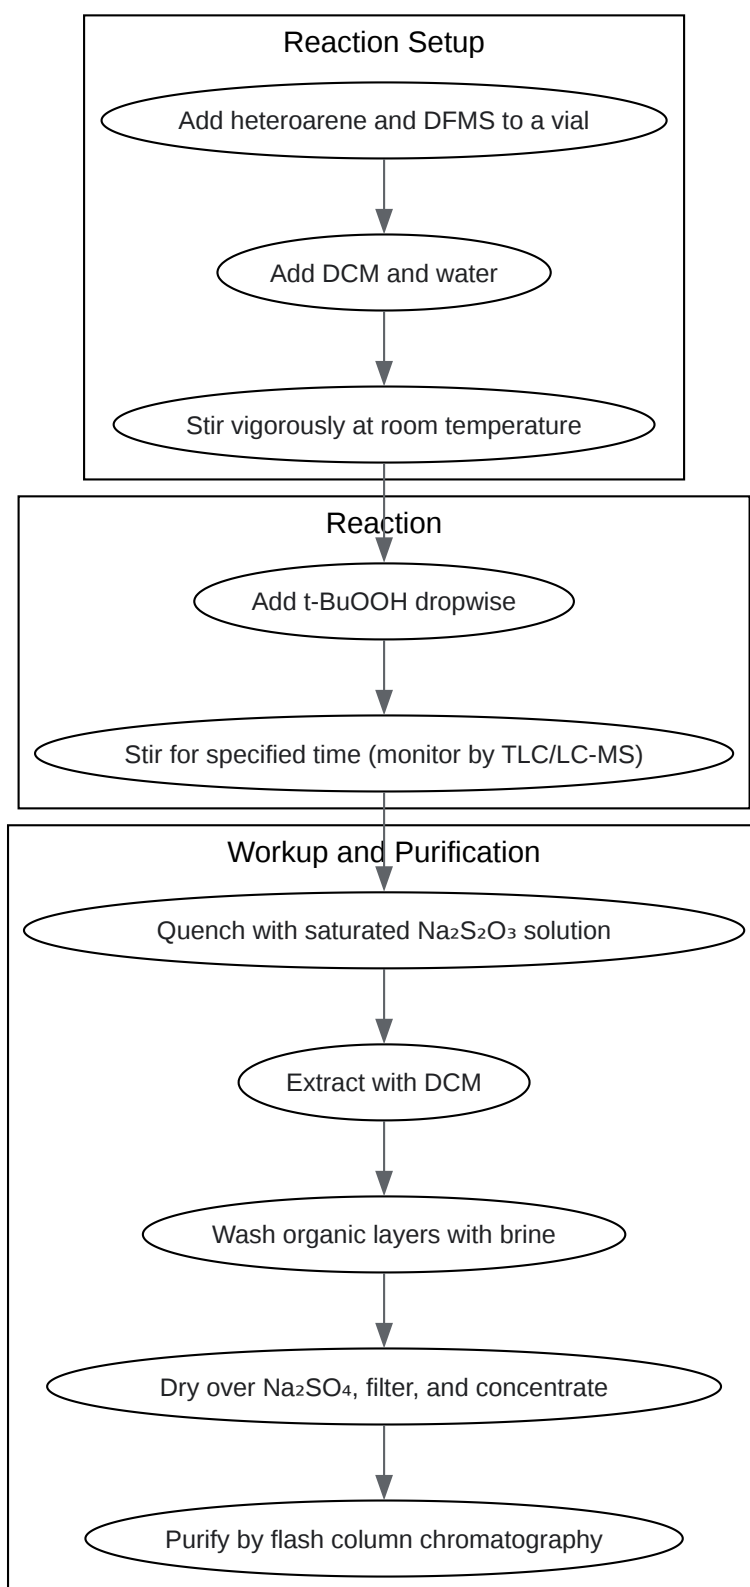 Reaction Setup
Add heteroarene and DFMS to a vial
Add DCM and water
Stir vigorously at room temperature
Reaction
Add t-BuOOH dropwise
Stir for specified time (monitor by TLC/LC-MS)
Workup and Purification
Quench with saturated Na₂S₂O₃ solution
Extract with DCM
Wash organic layers with brine
Dry over Na₂SO₄, filter, and concentrate
Purify by flash column chromatography